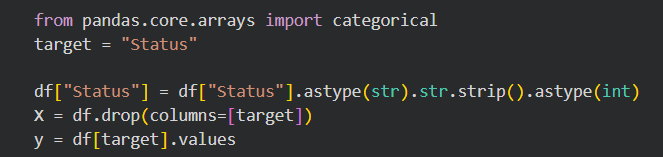 from pandas.core.arrays import categorical
target = "Status"
df["Status"] = df["Status"].astype(str).str.strip().astype(int)
X = df.drop(columns=[target])
y = df[target].values